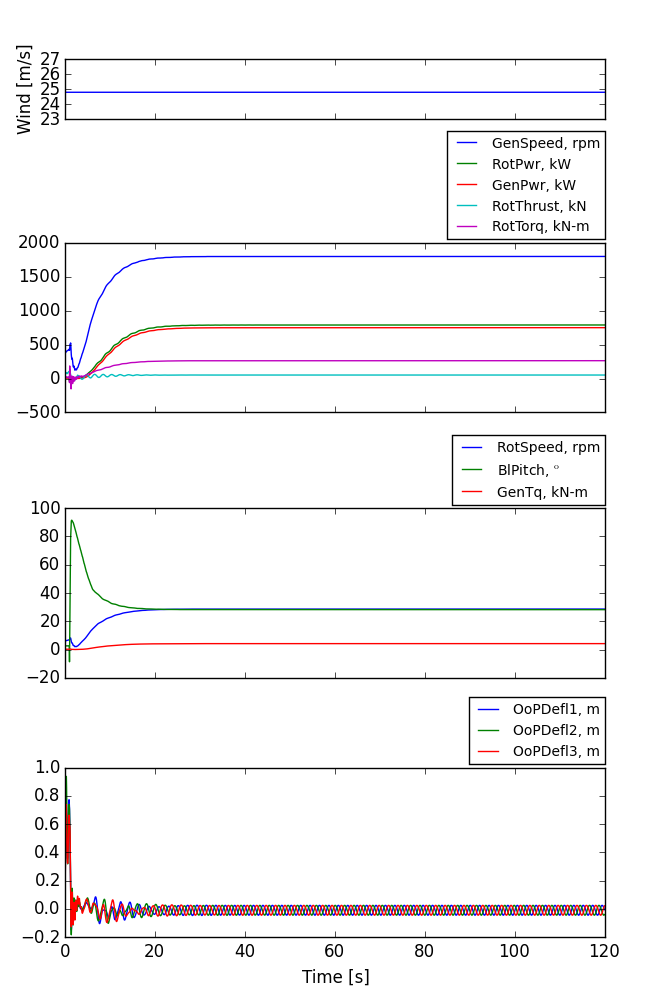 Wind [m/s]
27
26
25
24
23
GenSpeed, rpm
RotPwr, kW
GenPwr, kW
RotThrust, kN
RotTorq, kN-m
2000
1500
1000
500
0
−500
RotSpeed, rpm
BlPitch, °
GenTq, kN-m
100
80
60
40
20
0
−20
OoPDefl1, m
OoPDefl2, m
OoPDefl3, m
1.0
0.8
0.6
0.4
0.2
0.0
−0.2
0 20 40 60 80 100 120
Time [s]